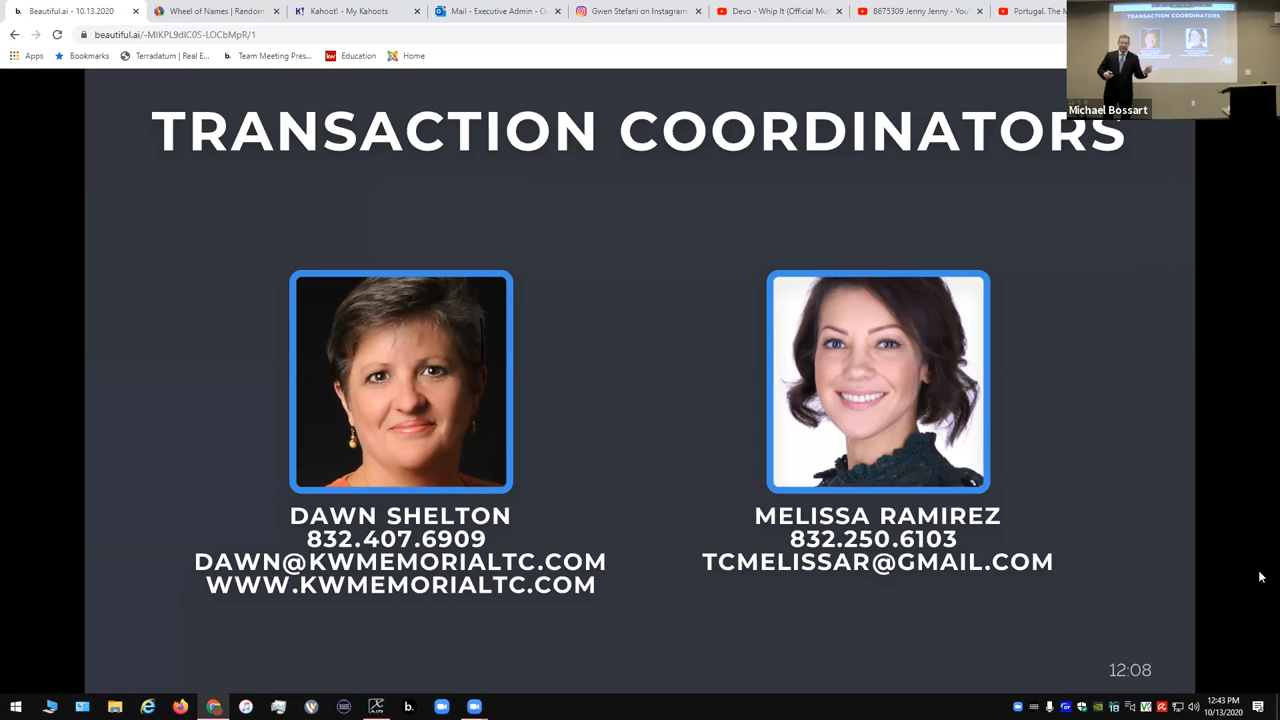 Beautiful.ai - 10.13.2020
Wheel of Names | Random
Kahoot! - My Kahoots
Mail - Executive Admin - O
Gwen Stefani on Instagram
Devo - Whip It (Official Mu
8675309 Jenny Jenny - You
Portugal. The M
beautiful.ai/-MIKPL9dIC0S-LOCbMpR/1
Apps
Bookmarks
Terradatum | Real E...
Team Meeting Pres...
Education
Home
TRANSACTION COORDINATORS
Michael Bossart
TRANSACTION COORDINATORS
DAWN SHELTON
832.407.6909
DAWN@KWMEMORIALTC.COM
WWW.KWMEMORIALTC.COM
MELISSA RAMIREZ
832.250.6103
TCMELISSAR@GMAIL.COM
12:08
12:43 PM
10/13/2020